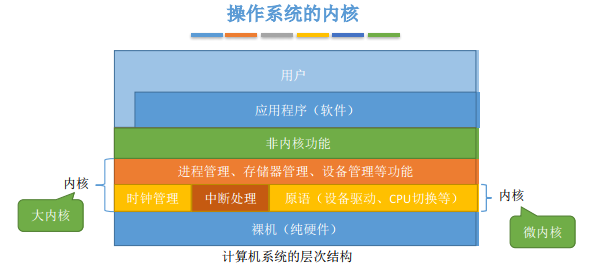 操作系统的内核
用户
应用程序（软件）
非内核功能
进程管理、存储器管理、设备管理等功能
内核
大内核
时钟管理
中断处理
原语（设备驱动、CPU切换等）
内核
微内核
裸机（纯硬件）
计算机系统的层次结构